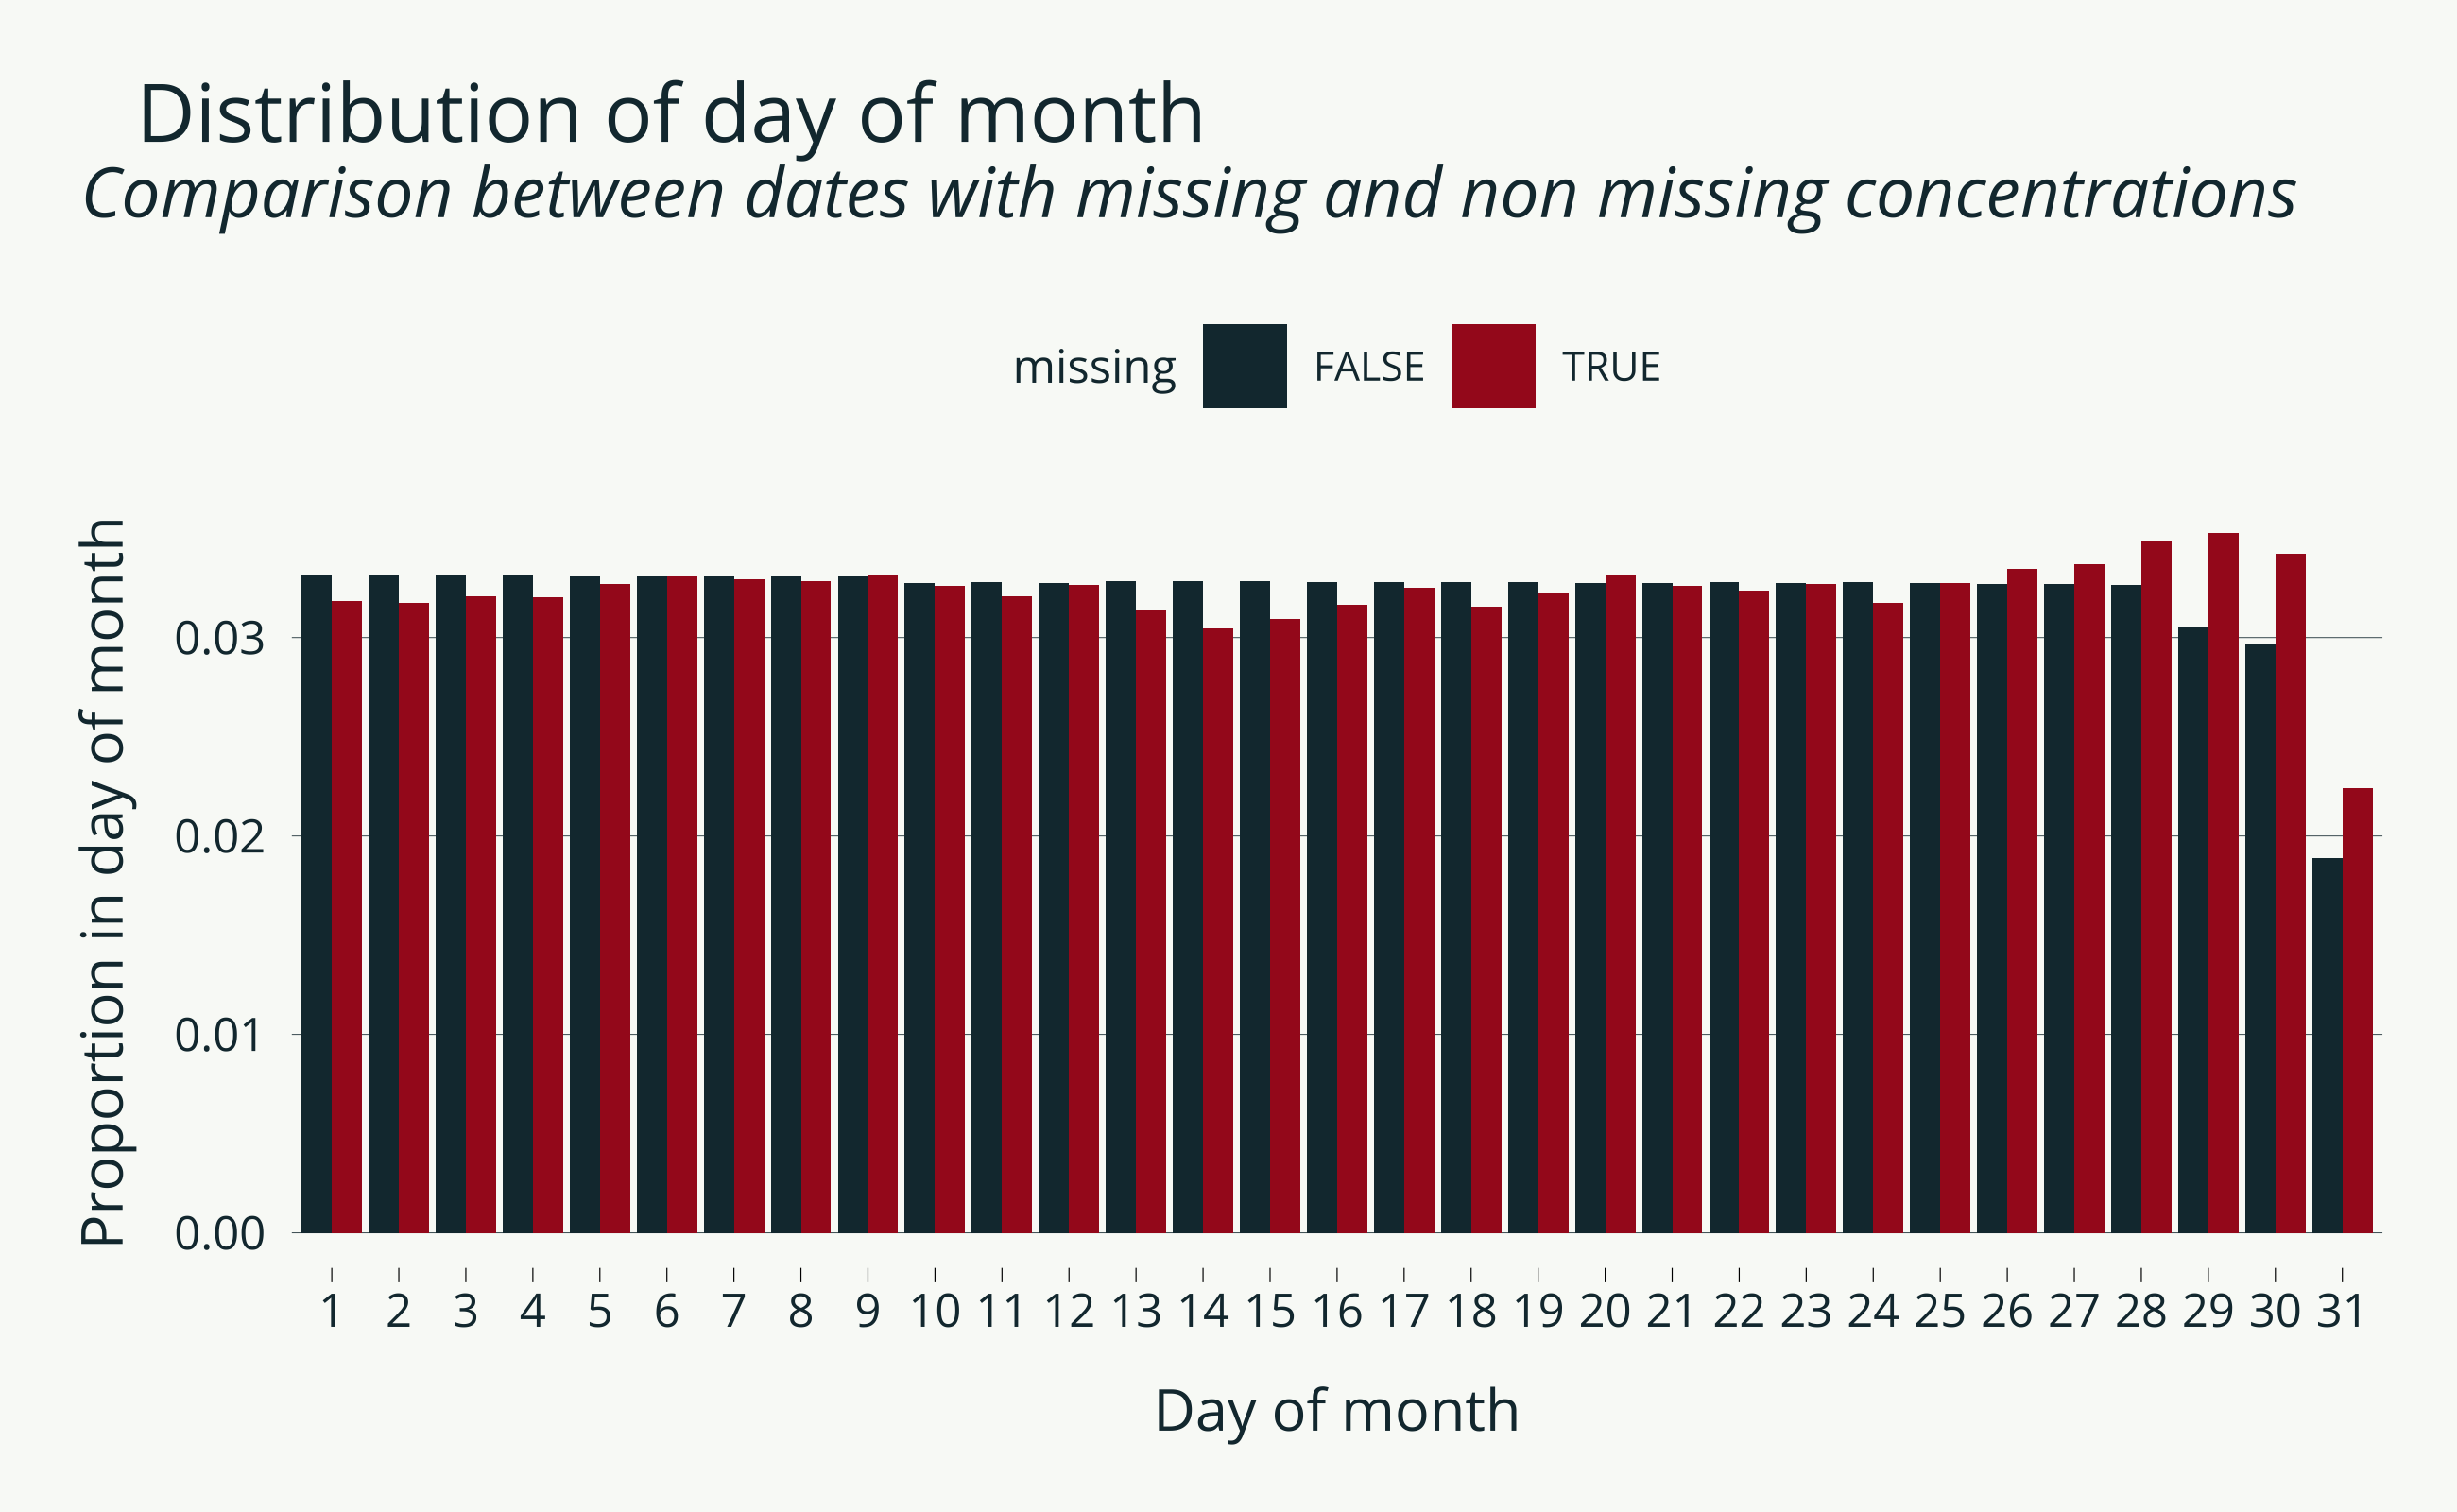 Distribution of day of month
Comparison between dates with missing and non missing concentrations
missing FALSE TRUE
Proportion in day of month
0.03
0.02
0.01
0.00
1 2 3 4 5 6 7 8 9 10 11 12 13 14 15 16 17 18 19 20 21 22 23 24 25 26 27 28 29 30 31
Day of month